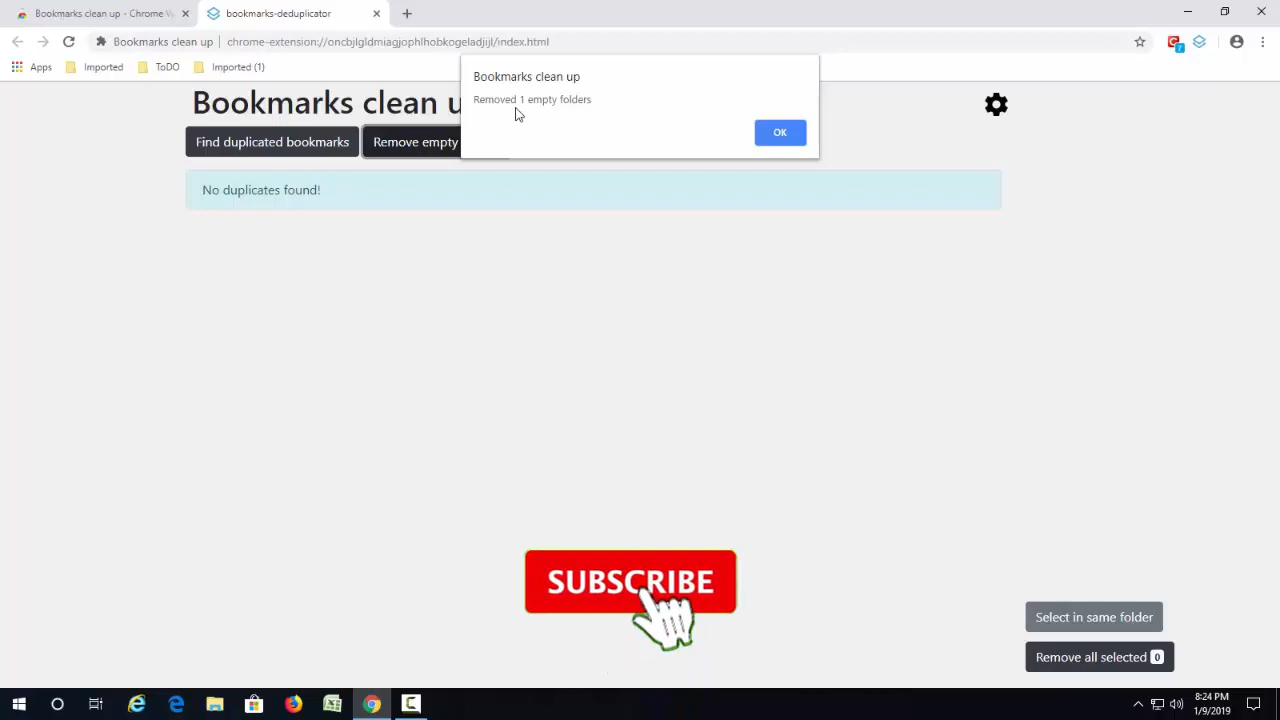 Bookmarks clean up - Chrome W
bookmarks-deduplicator
Bookmarks clean up
chrome-extension://oncbjlgldmiagjophlhobkogeladjijl/index.html
Apps
Imported
ToDO
Imported (1)
Bookmarks clean up
Removed 1 empty folders
OK
Bookmarks clean u
Find duplicated bookmarks
Remove empty
No duplicates found!
SUBSCRIBE
Select in same folder
Remove all selected 0
8:24 PM
1/9/2019